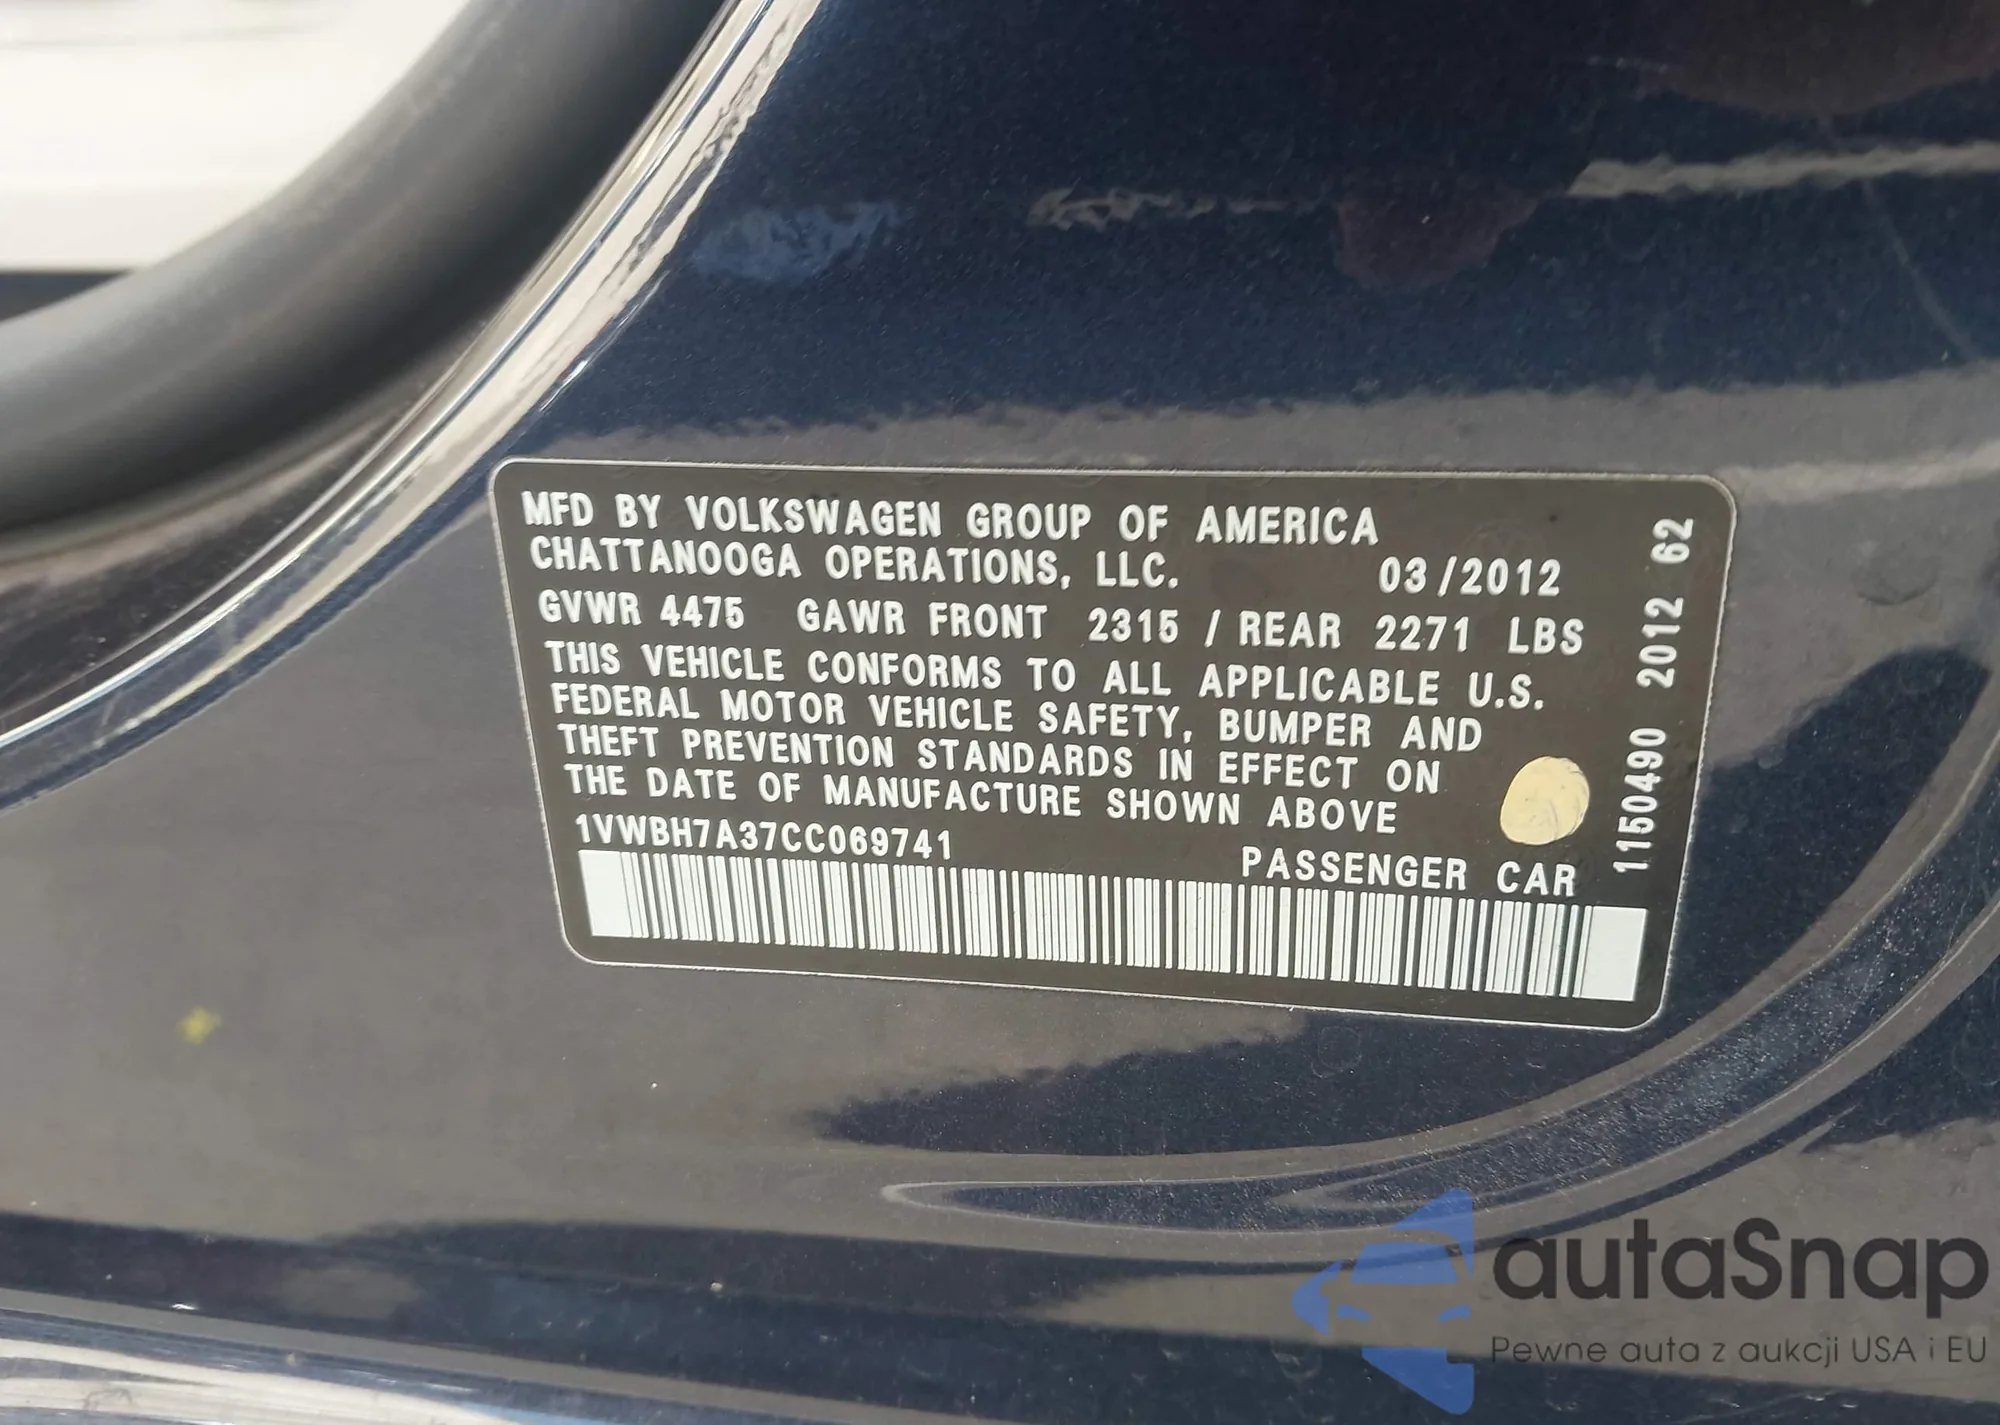 MFD BY VOLKSWAGEN GROUP OF AMERICA
CHATTANOOGA OPERATIONS, LLC. 03/2012
GVWR 4475 GAWR FRONT 2315 / REAR 2271 LBS
THIS VEHICLE CONFORMS TO ALL APPLICABLE U.S.
FEDERAL MOTOR VEHICLE SAFETY, BUMPER AND
THEFT PREVENTION STANDARDS IN EFFECT ON
THE DATE OF MANUFACTURE SHOWN ABOVE
1VWBH7A37CC069741
PASSENGER CAR
1150490 2012 62
autaSnap
Pewne auta z aukcji USA i EU